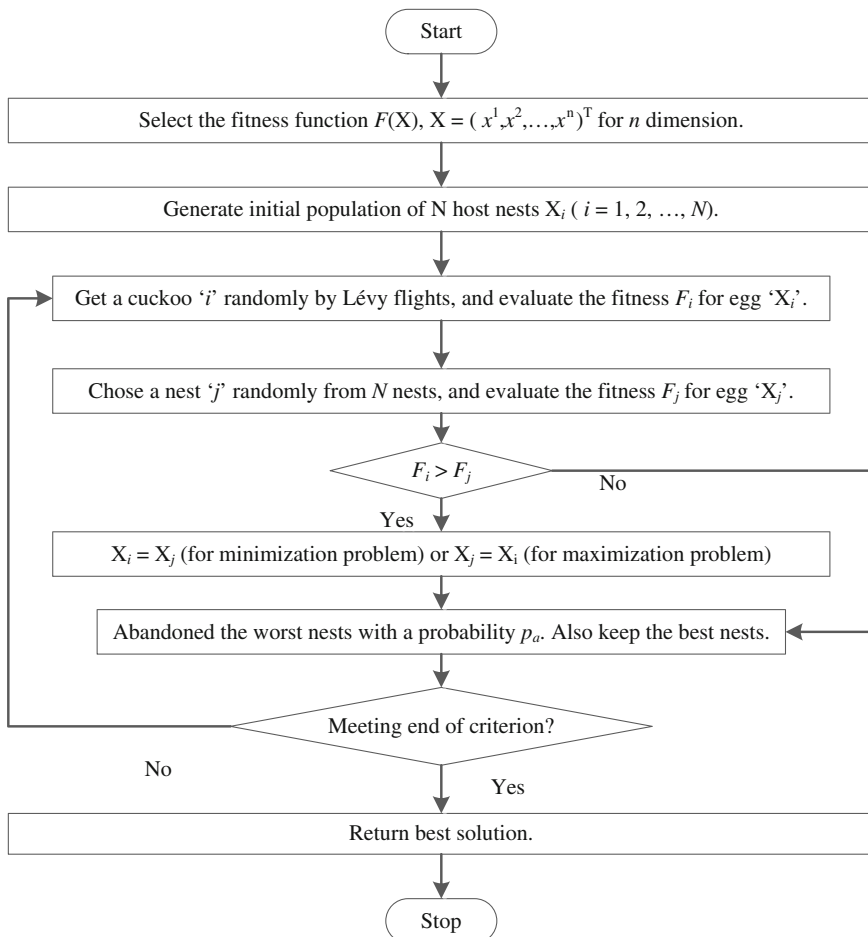 Start
Select the fitness function F(X), X = ( x¹,x²,…,xⁿ)ᵀ for n dimension.
Generate initial population of N host nests Xᵢ ( i = 1, 2, …, N).
Get a cuckoo ‘i’ randomly by Lévy flights, and evaluate the fitness Fᵢ for egg ‘Xᵢ’.
Chose a nest ‘j’ randomly from N nests, and evaluate the fitness Fⱼ for egg ‘Xⱼ’.
Fᵢ > Fⱼ
No
Yes
Xᵢ = Xⱼ (for minimization problem) or Xⱼ = Xᵢ (for maximization problem)
Abandoned the worst nests with a probability pₐ. Also keep the best nests.
Meeting end of criterion?
No
Yes
Return best solution.
Stop